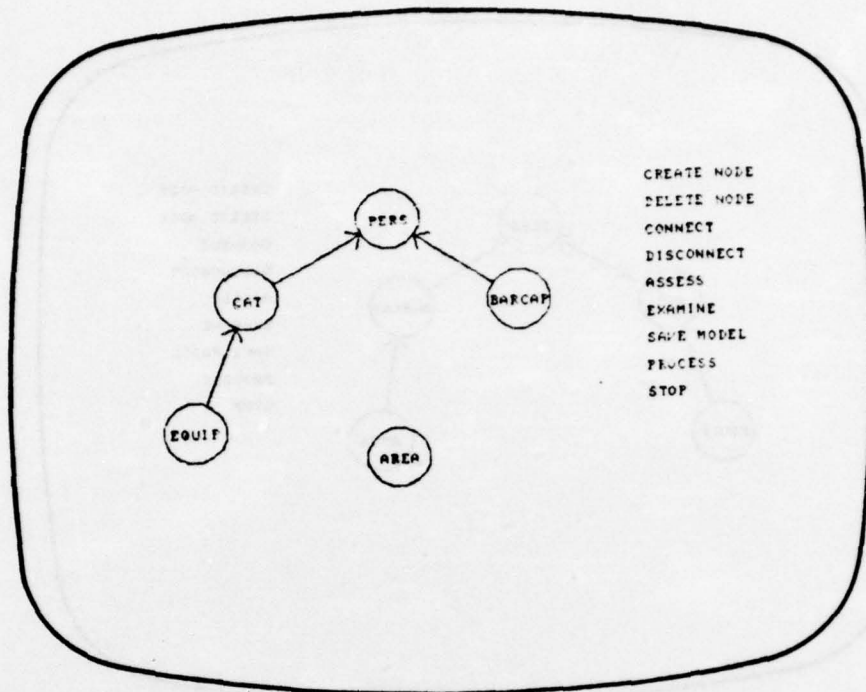 CREATE NODE
DELETE NODE
CONNECT
DISCONNECT
ASSESS
EXAMINE
SAVE MODEL
PROCESS
STOP
PERS
CAT
BARCAP
EQUIP
AREA